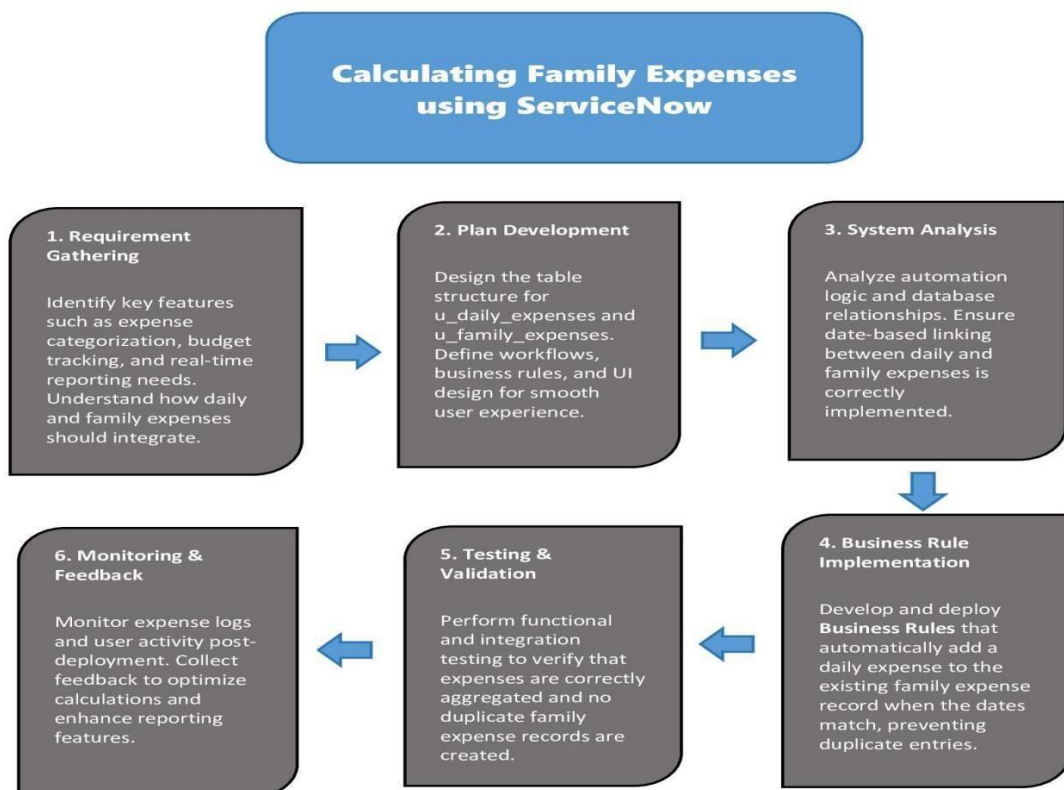 Calculating Family Expenses
using ServiceNow
1. Requirement
Gathering
Identify key features
such as expense
categorization, budget
tracking, and real-time
reporting needs.
Understand how daily
and family expenses
should integrate.
2. Plan Development
Design the table
structure for
u_daily_expenses and
u_family_expenses.
Define workflows,
business rules, and UI
design for smooth
user experience.
3. System Analysis
Analyze automation
logic and database
relationships. Ensure
date-based linking
between daily and
family expenses is
correctly
implemented.
4. Business Rule
Implementation
Develop and deploy
Business Rules that
automatically add a
daily expense to the
existing family expense
record when the dates
match, preventing
duplicate entries.
5. Testing &
Validation
Perform functional
and integration
testing to verify that
expenses are correctly
aggregated and no
duplicate family
expense records are
created.
6. Monitoring &
Feedback
Monitor expense logs
and user activity post-
deployment. Collect
feedback to optimize
calculations and
enhance reporting
features.